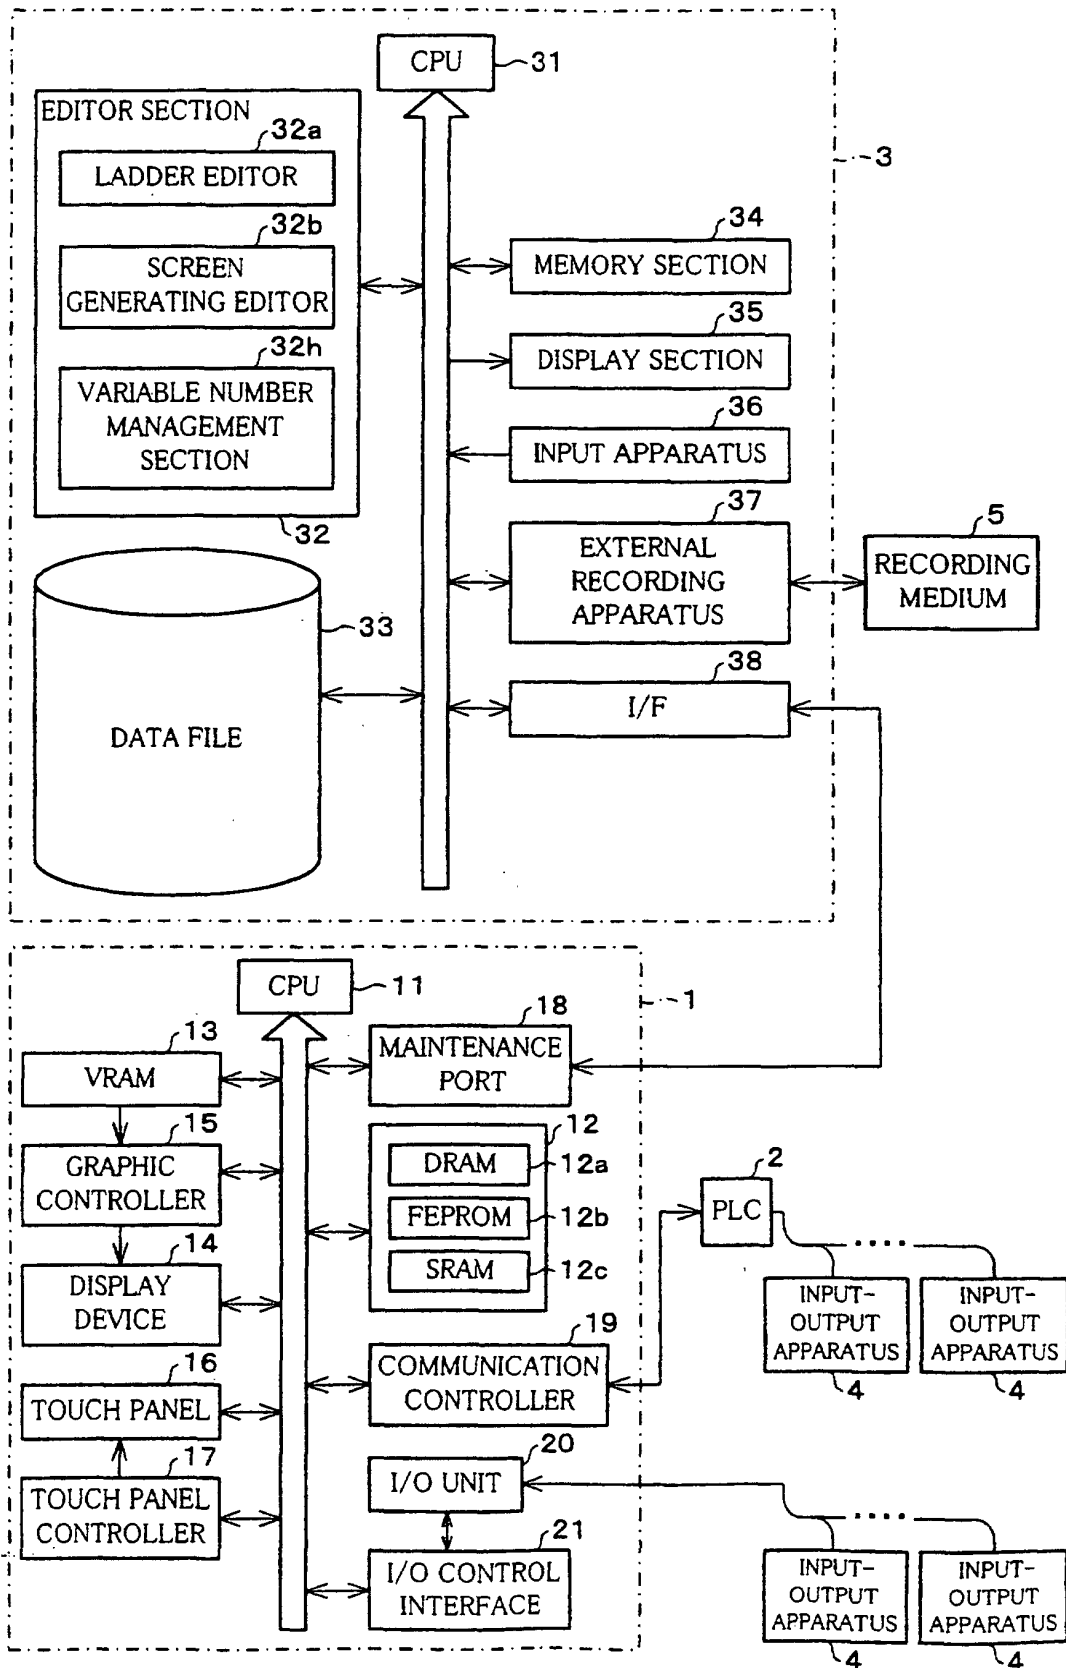 CPU
31
EDITOR SECTION
32a
LADDER EDITOR
32b
SCREEN
GENERATING EDITOR
32h
VARIABLE NUMBER
MANAGEMENT
SECTION
32
3
34
MEMORY SECTION
35
DISPLAY SECTION
36
INPUT APPARATUS
37
EXTERNAL
RECORDING
APPARATUS
5
RECORDING
MEDIUM
33
DATA FILE
38
I/F
CPU
11
1
13
VRAM
15
GRAPHIC
CONTROLLER
14
DISPLAY
DEVICE
16
TOUCH PANEL
17
TOUCH PANEL
CONTROLLER
18
MAINTENANCE
PORT
12
DRAM
12a
FEPROM
12b
SRAM
12c
19
COMMUNICATION
CONTROLLER
20
I/O UNIT
21
I/O CONTROL
INTERFACE
2
PLC
INPUT-
OUTPUT
APPARATUS
4
INPUT-
OUTPUT
APPARATUS
4
INPUT-
OUTPUT
APPARATUS
4
INPUT-
OUTPUT
APPARATUS
4